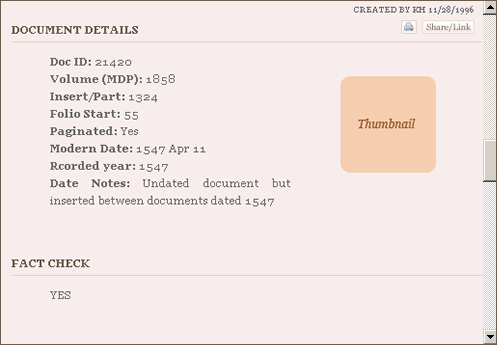 CREATED BY KH 11/28/1996
DOCUMENT DETAILS
Share/Link
Doc ID: 21420
Volume (MDP): 1858
Insert/Part: 1324
Folio Start: 55
Paginated: Yes
Modern Date: 1547 Apr 11
Rcorded year: 1547
Date Notes: Undated document but
inserted between documents dated 1547
Thumbnail
FACT CHECK
YES